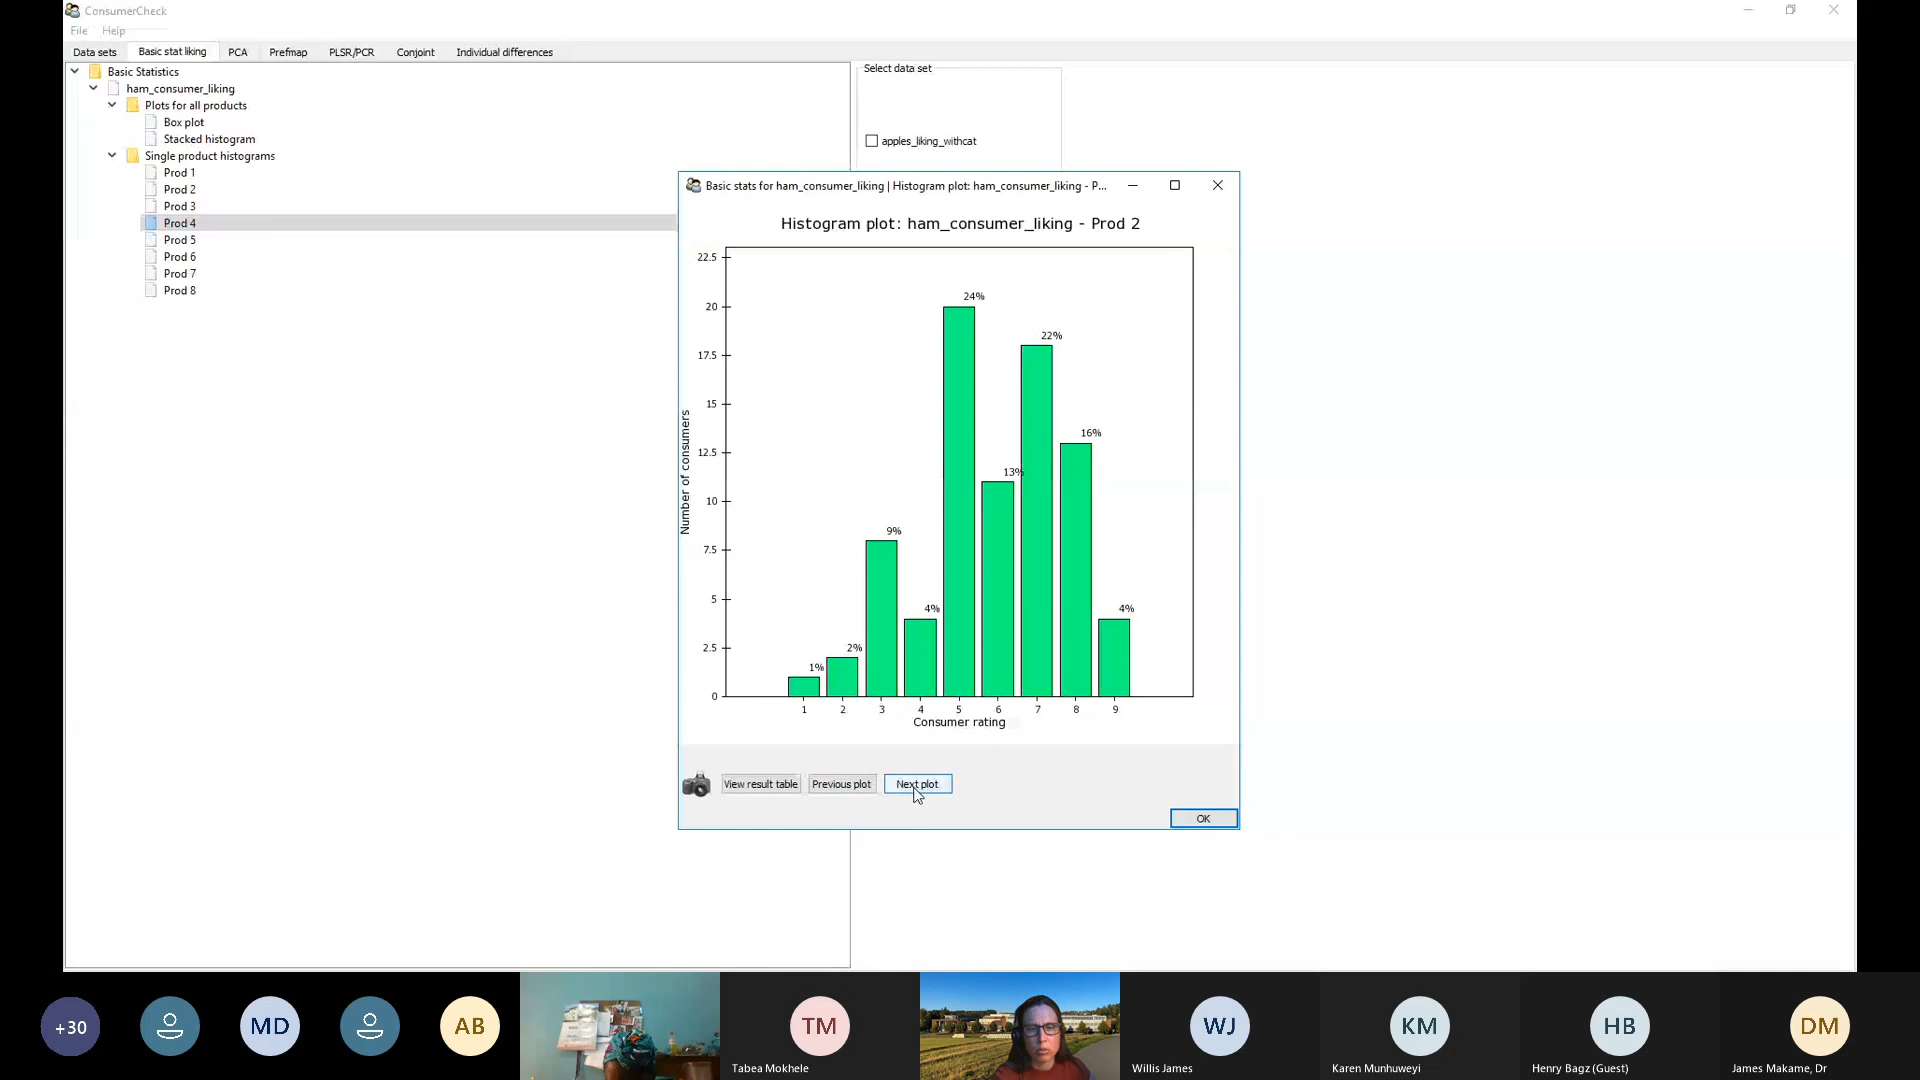 ConsumerCheck
File Help
Data sets Basic stat liking PCA Prefmap PLSR/PCR Conjoint Individual differences
Basic Statistics
ham_consumer_liking
Plots for all products
Box plot
Stacked histogram
Single product histograms
Prod 1
Prod 2
Prod 3
Prod 4
Prod 5
Prod 6
Prod 7
Prod 8
Select data set
apples_liking_withcat
Basic stats for ham_consumer_liking | Histogram plot: ham_consumer_liking - P...
Histogram plot: ham_consumer_liking - Prod 2
22.5
20
17.5
15
12.5
10
7.5
5
2.5
0
Number of consumers
1%
2%
9%
4%
24%
13%
22%
16%
4%
1 2 3 4 5 6 7 8 9
Consumer rating
View result table Previous plot Next plot
OK
+30
MD
AB
TM
Tabea Mokhele
WJ
Willis James
KM
Karen Munhuweyi
HB
Henry Bagz (Guest)
DM
James Makame, Dr